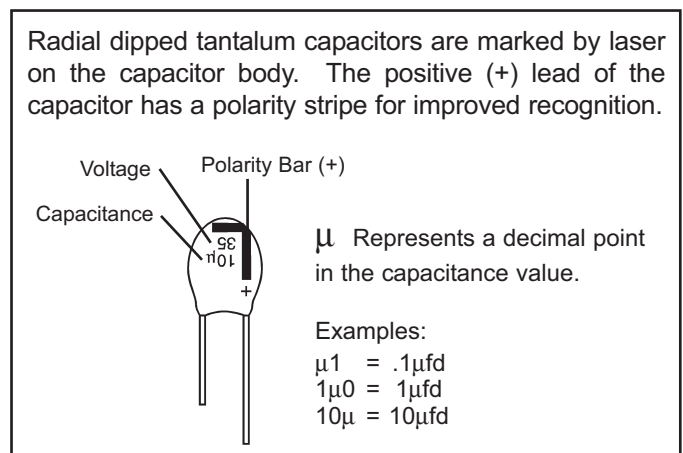 Radial dipped tantalum capacitors are marked by laser
on the capacitor body. The positive (+) lead of the
capacitor has a polarity stripe for improved recognition.
Voltage
Polarity Bar (+)
Capacitance
35
10µ
+
µ Represents a decimal point
in the capacitance value.
Examples:
µ1 = .1µfd
1µ0 = 1µfd
10µ = 10µfd